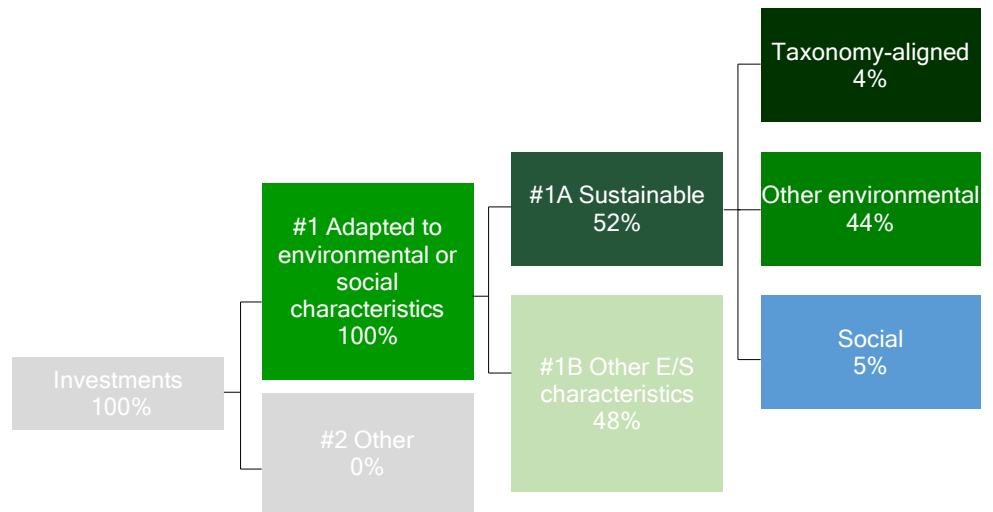 Investments
100%
#1 Adapted to
environmental or
social
characteristics
100%
#2 Other
0%
#1A Sustainable
52%
#1B Other E/S
characteristics
48%
Taxonomy-aligned
4%
Other environmental
44%
Social
5%